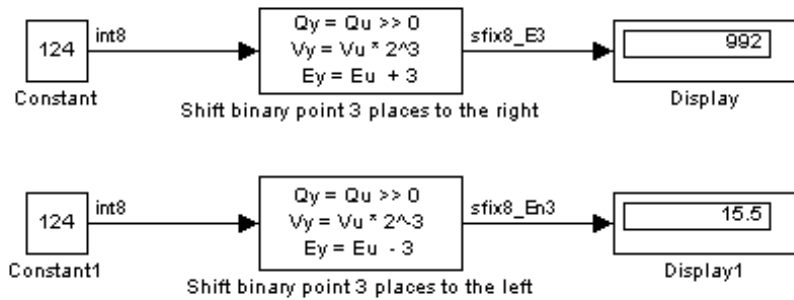 124
int8
Qy = Qu >> 0
Vy = Vu * 2^3
Ey = Eu + 3
sfix8_E3
992
Constant
Shift binary point 3 places to the right
Display
124
int8
Qy = Qu >> 0
Vy = Vu * 2^-3
Ey = Eu - 3
sfix8_En3
15.5
Constant1
Shift binary point 3 places to the left
Display1